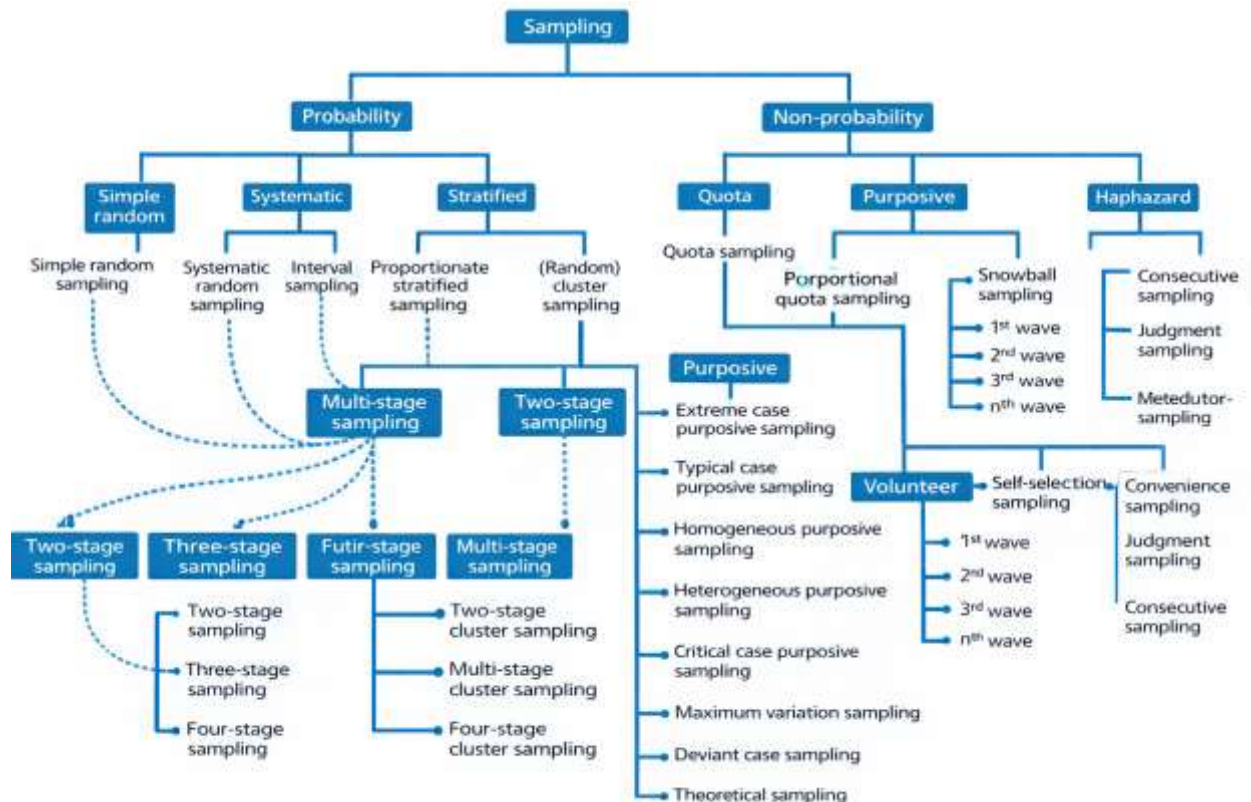 Sampling
Probability
Non-probability
Simple
random
Systematic
Stratified
Quota
Purposive
Haphazard
Simple random
sampling
Systematic
random
sampling
Interval
sampling
Proportionate
stratified
sampling
(Random)
cluster
sampling
Quota sampling
Porportional
quota sampling
Snowball
sampling
1st wave
2nd wave
3rd wave
nth wave
Consecutive
sampling
Judgment
sampling
Metedutor-
sampling
Multi-stage
sampling
Two-stage
sampling
Purposive
Extreme case
purposive sampling
Typical case
purposive sampling
Homogeneous purposive
sampling
Heterogeneous purposive
sampling
Critical case purposive
sampling
Maximum variation sampling
Deviant case sampling
Theoretical sampling
Volunteer
Self-selection
sampling
Convenience
sampling
Judgment
sampling
Consecutive
sampling
1st wave
2nd wave
3rd wave
nth wave
Two-stage
sampling
Three-stage
sampling
Futir-stage
sampling
Multi-stage
sampling
Two-stage
sampling
Three-stage
sampling
Four-stage
sampling
Two-stage
cluster sampling
Multi-stage
cluster sampling
Four-stage
cluster sampling